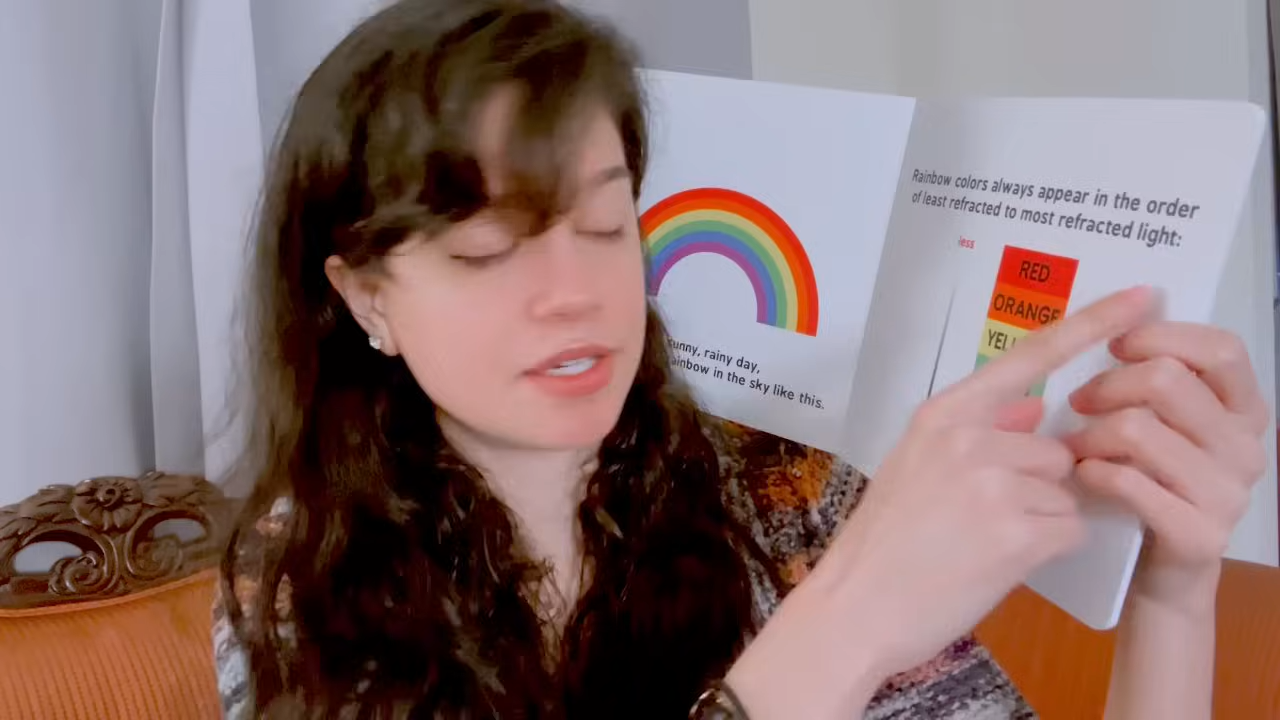 unny, rainy day,
ainbow in the sky like this.
Rainbow colors always appear in the order
of least refracted to most refracted light:
less
RED
ORANGE
YEL